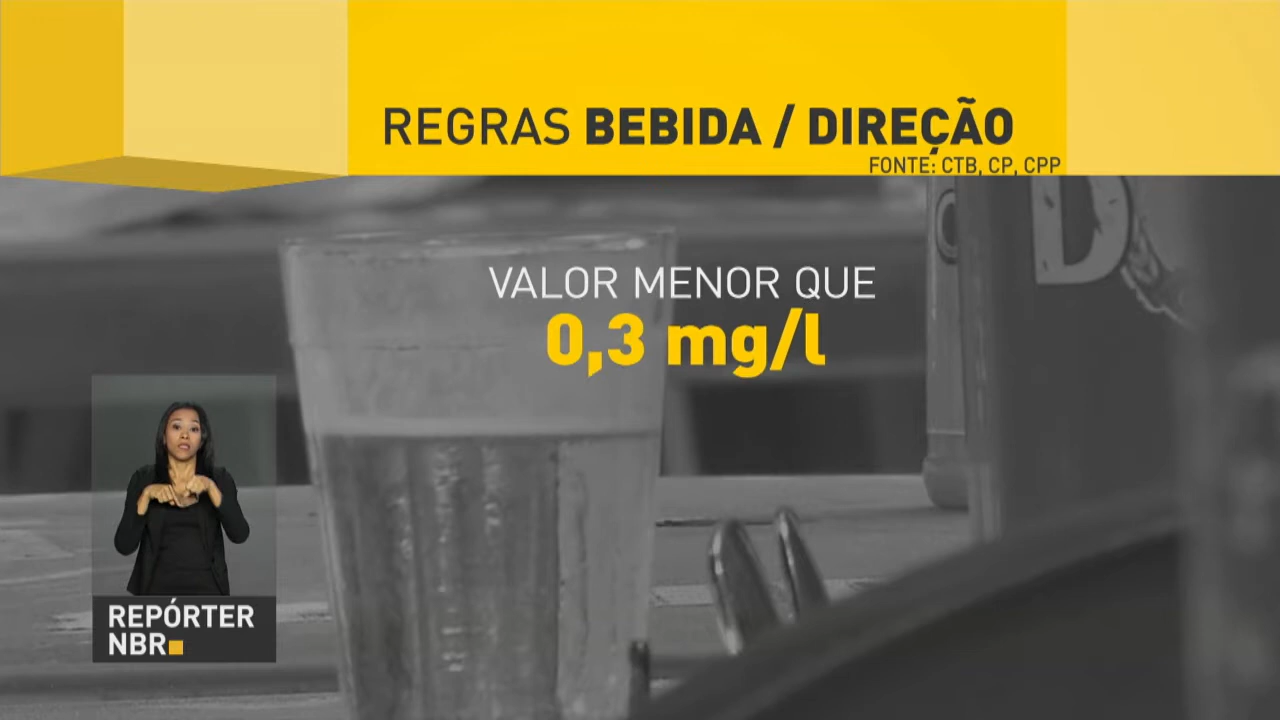 REGRAS BEBIDA / DIREÇÃO
FONTE: CTB, CP, CPP
VALOR MENOR QUE
0,3 mg/l
REPÓRTER
NBR